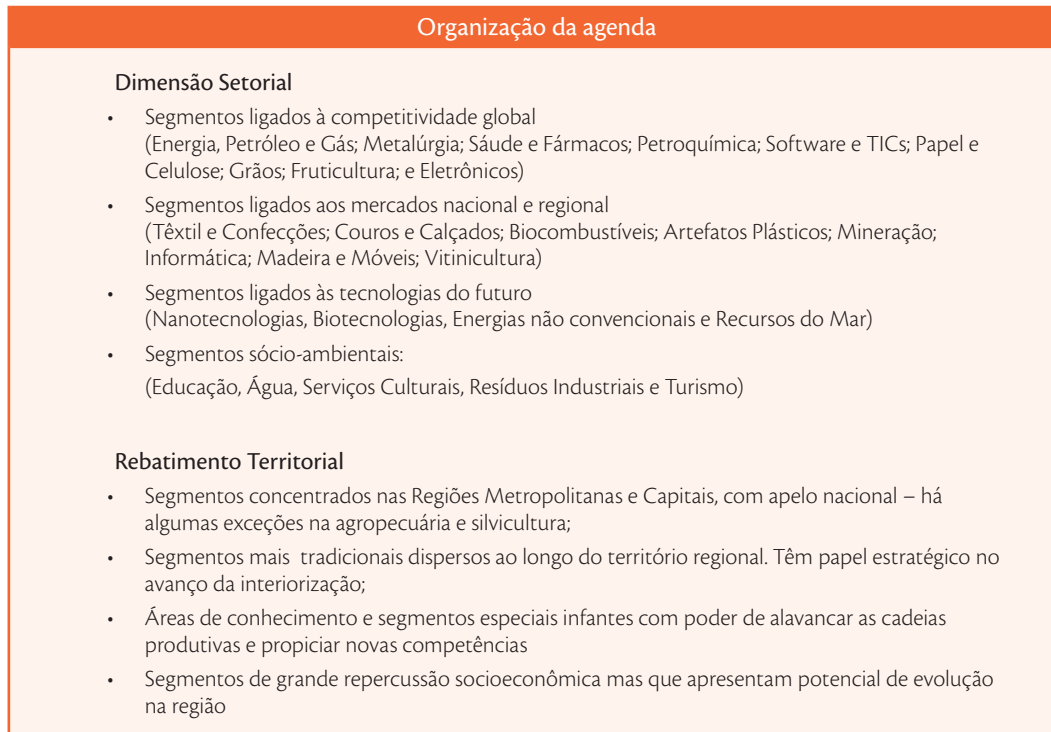 Organização da agenda
Dimensão Setorial
• Segmentos ligados à competitividade global
(Energia, Petróleo e Gás; Metalúrgia; Sáude e Fármacos; Petroquímica; Software e TICs; Papel e
Celulose; Grãos; Fruticultura; e Eletrônicos)
• Segmentos ligados aos mercados nacional e regional
(Têxtil e Confecções; Couros e Calçados; Biocombustíveis; Artefatos Plásticos; Mineração;
Informática; Madeira e Móveis; Vitinicultura)
• Segmentos ligados às tecnologias do futuro
(Nanotecnologias, Biotecnologias, Energias não convencionais e Recursos do Mar)
• Segmentos sócio-ambientais:
(Educação, Água, Serviços Culturais, Resíduos Industriais e Turismo)
Rebatimento Territorial
• Segmentos concentrados nas Regiões Metropolitanas e Capitais, com apelo nacional – há
algumas exceções na agropecuária e silvicultura;
• Segmentos mais tradicionais dispersos ao longo do território regional. Têm papel estratégico no
avanço da interiorização;
• Áreas de conhecimento e segmentos especiais infantes com poder de alavancar as cadeias
produtivas e propiciar novas competências
• Segmentos de grande repercussão socioeconômica mas que apresentam potencial de evolução
na região